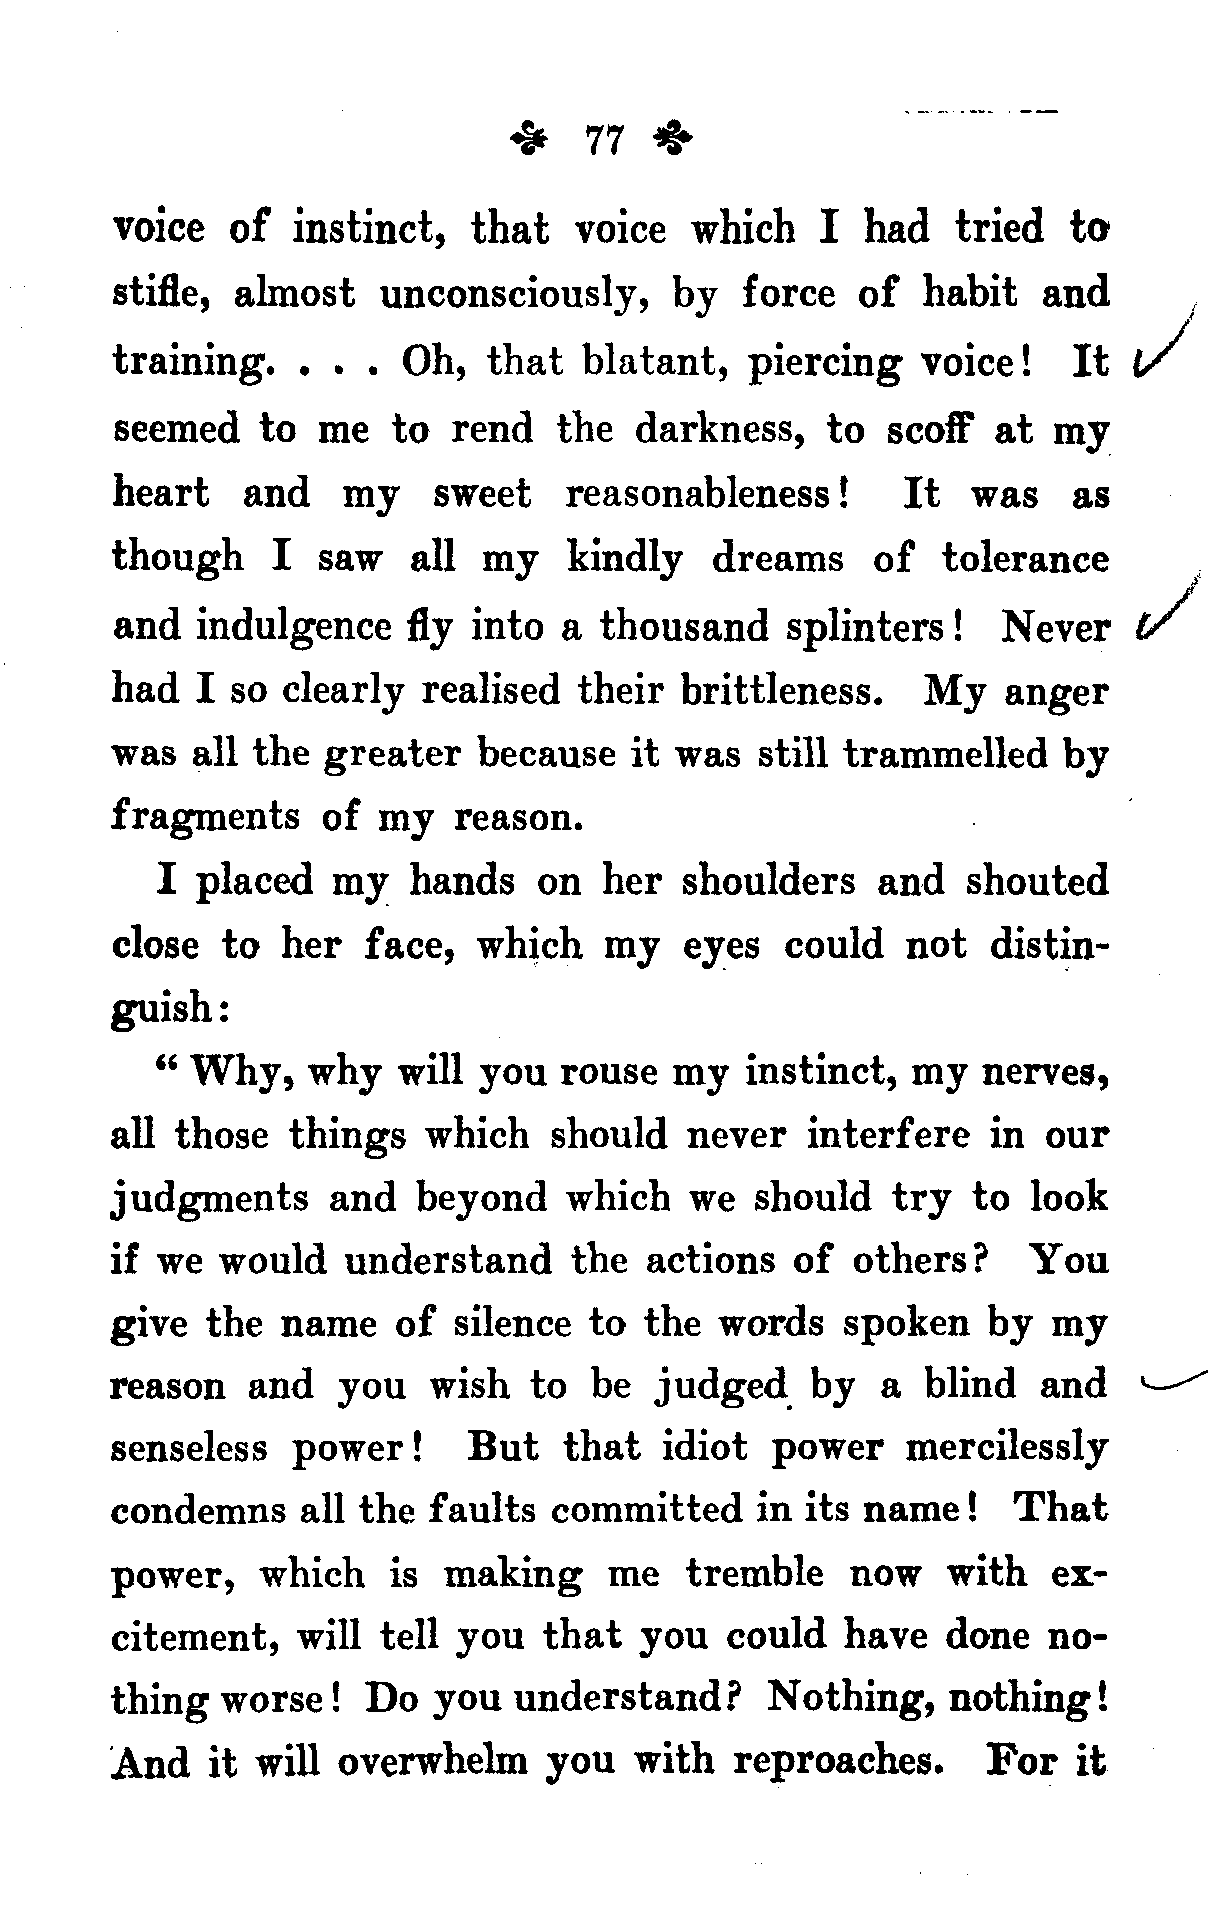 77
voice of instinct, that voice which I had tried to
stifle, almost unconsciously, by force of habit and
training. . . . Oh, that blatant, piercing voice! It
seemed to me to rend the darkness, to scoff at my
heart and my sweet reasonableness! It was as
though I saw all my kindly dreams of tolerance
and indulgence fly into a thousand splinters! Never
had I so clearly realised their brittleness. My anger
was all the greater because it was still trammelled by
fragments of my reason.
I placed my hands on her shoulders and shouted
close to her face, which my eyes could not distin-
guish:
“ Why, why will you rouse my instinct, my nerves,
all those things which should never interfere in our
judgments and beyond which we should try to look
if we would understand the actions of others? You
give the name of silence to the words spoken by my
reason and you wish to be judged by a blind and
senseless power! But that idiot power mercilessly
condemns all the faults committed in its name! That
power, which is making me tremble now with ex-
citement, will tell you that you could have done no-
thing worse! Do you understand? Nothing, nothing!
And it will overwhelm you with reproaches. For it